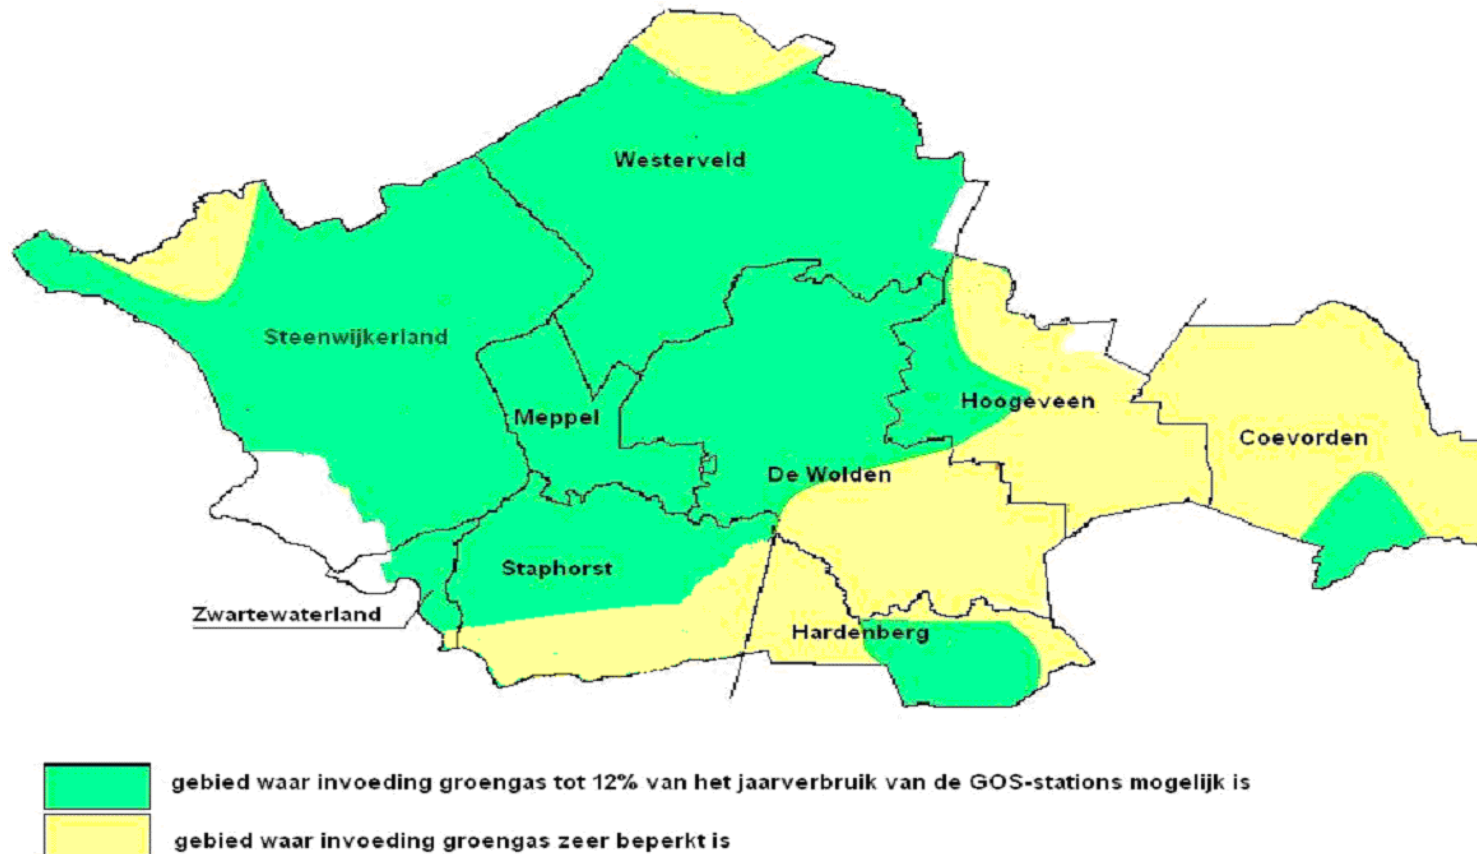 Westerveld
Steenwijkerland
Meppel
Hoogeveen
Coevorden
De Wolden
Staphorst
Zwartewaterland
Hardenberg
gebied waar invoeding groengas tot 12% van het jaarverbruik van de GOS-stations mogelijk is
gebied waar invoeding groengas zeer beperkt is